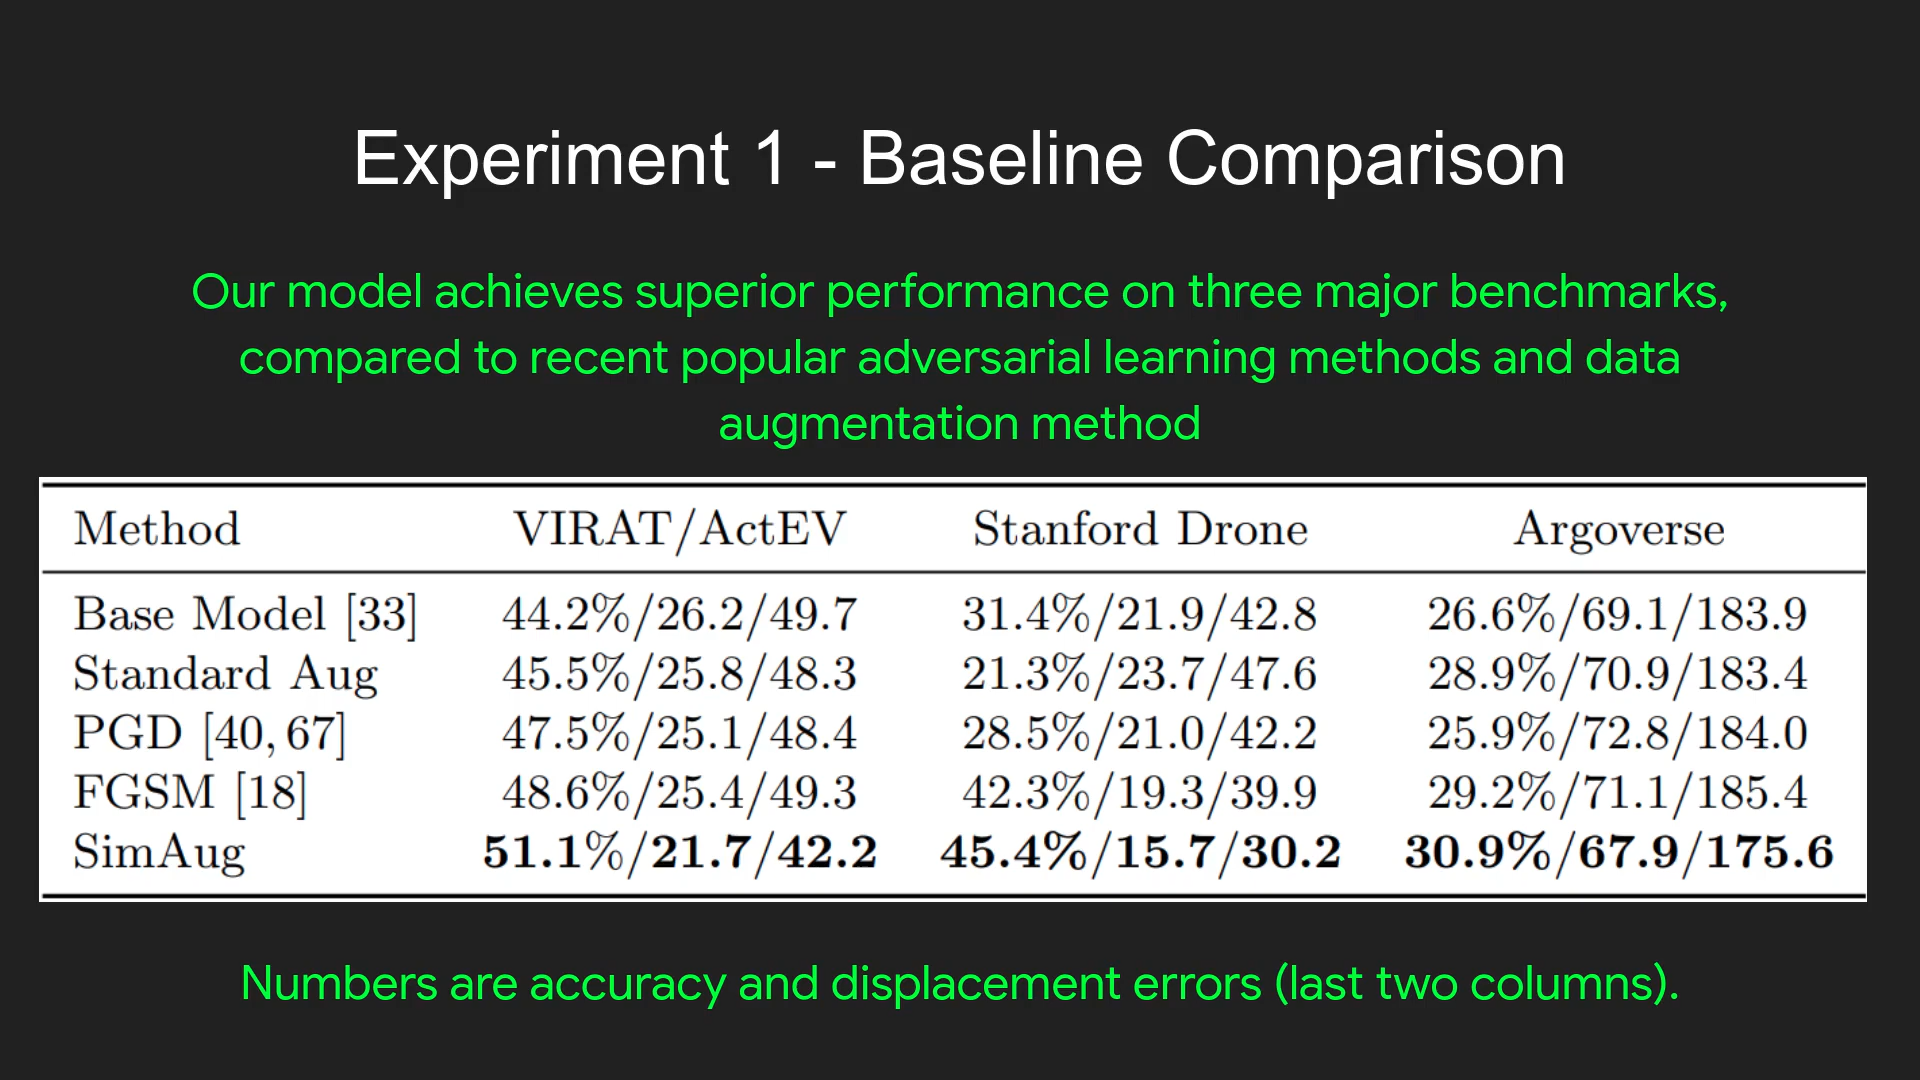 Experiment 1 - Baseline Comparison
Our model achieves superior performance on three major benchmarks,
compared to recent popular adversarial learning methods and data
augmentation method
Method VIRAT/ActEV Stanford Drone Argoverse
Base Model [33] 44.2%/26.2/49.7 31.4%/21.9/42.8 26.6%/69.1/183.9
Standard Aug 45.5%/25.8/48.3 21.3%/23.7/47.6 28.9%/70.9/183.4
PGD [40, 67] 47.5%/25.1/48.4 28.5%/21.0/42.2 25.9%/72.8/184.0
FGSM [18] 48.6%/25.4/49.3 42.3%/19.3/39.9 29.2%/71.1/185.4
SimAug 51.1%/21.7/42.2 45.4%/15.7/30.2 30.9%/67.9/175.6
Numbers are accuracy and displacement errors (last two columns).